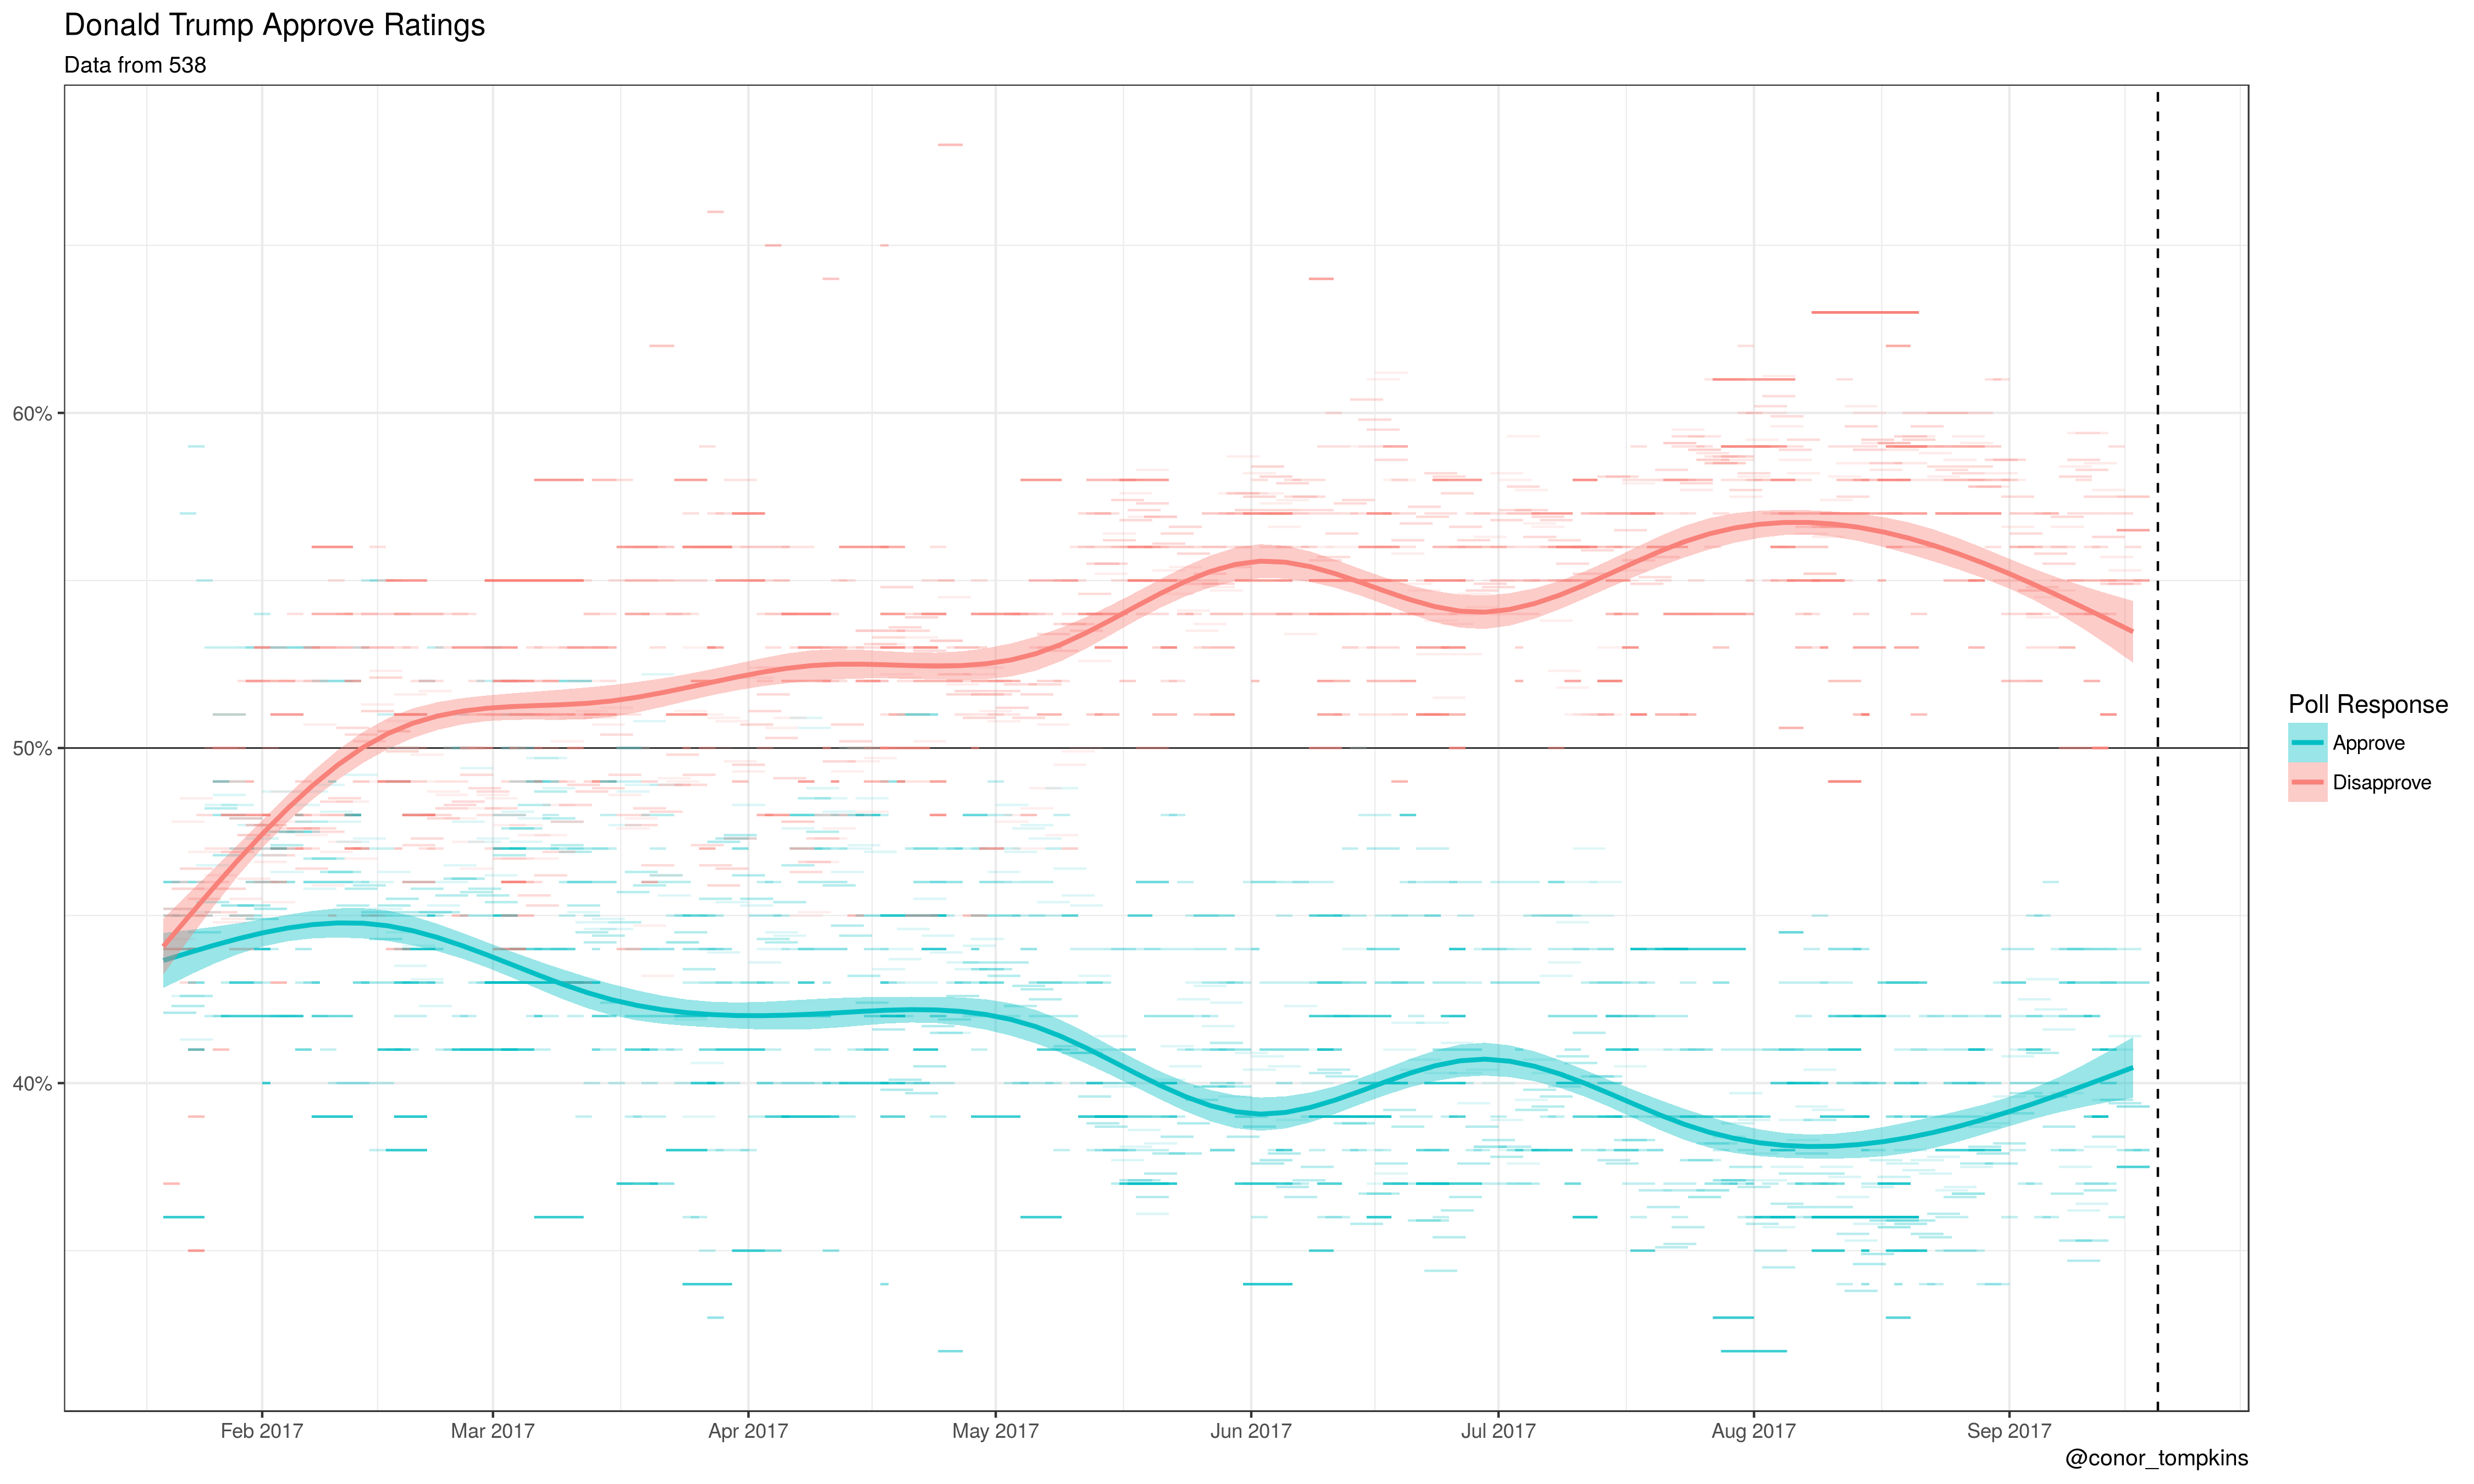 Donald Trump Approve Ratings
Data from 538
60%
50%
40%
Poll Response
Approve
Disapprove
Feb 2017 Mar 2017 Apr 2017 May 2017 Jun 2017 Jul 2017 Aug 2017 Sep 2017
@conor_tompkins